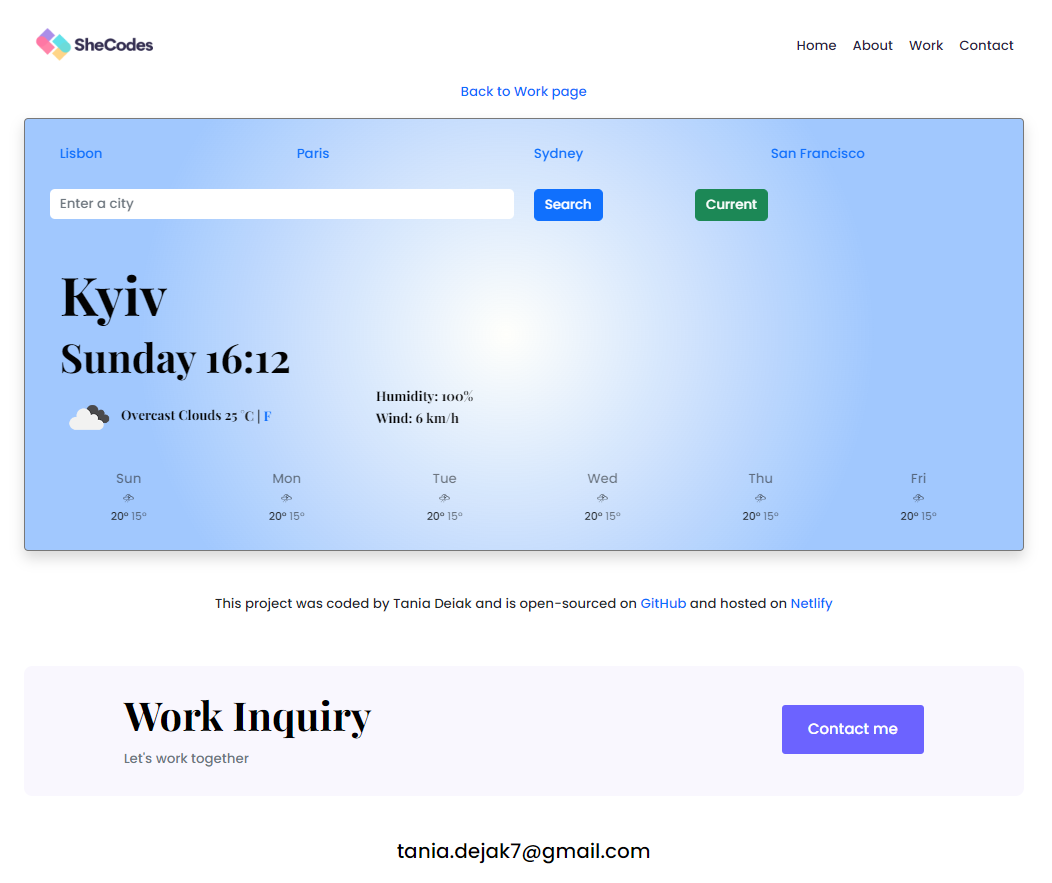 SheCodes
Home About Work Contact
Back to Work page
Lisbon Paris Sydney San Francisco
Enter a city Search Current
Kyiv
Sunday 16:12
Humidity: 100%
Overcast Clouds 25 °C | F
Wind: 6 km/h
Sun Mon Tue Wed Thu Fri
20° 15° 20° 15° 20° 15° 20° 15° 20° 15° 20° 15°
This project was coded by Tania Deiak and is open-sourced on GitHub and hosted on Netlify
Work Inquiry
Let's work together
Contact me
tania.dejak7@gmail.com